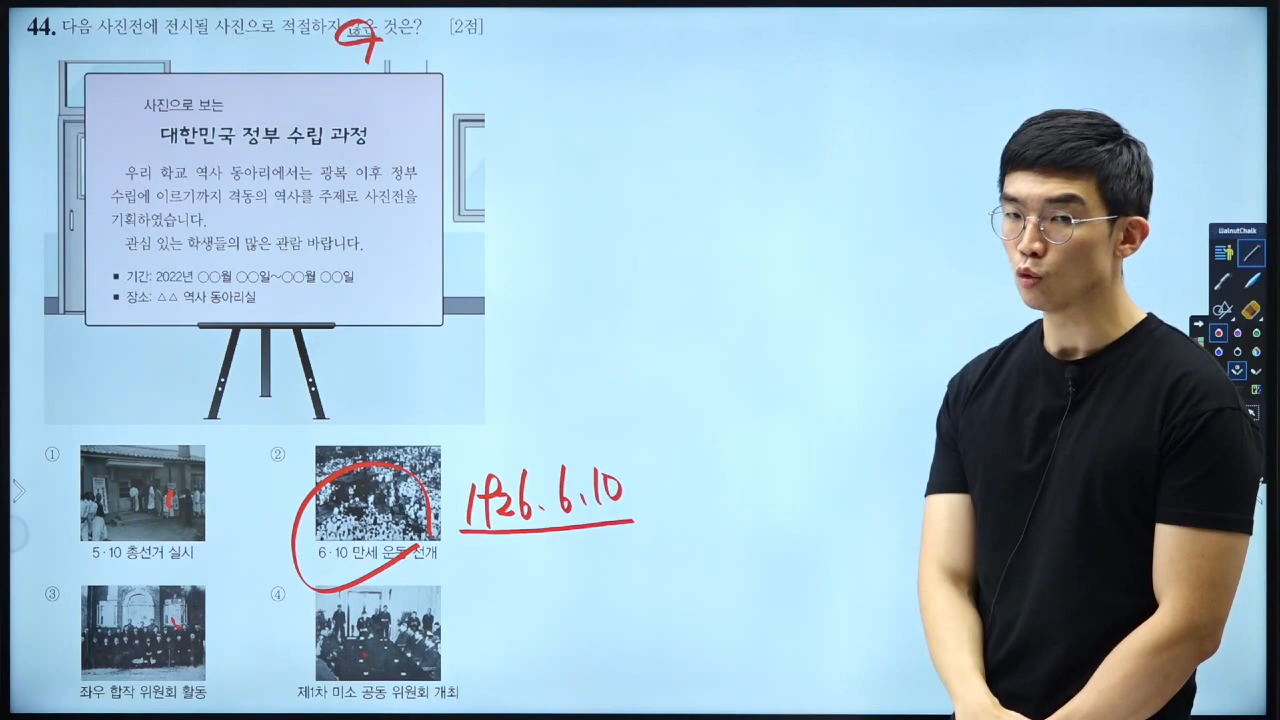 44. 다음 사진전에 전시될 사진으로 적절하지 않은 것은? [2점]
사진으로 보는
대한민국 정부 수립 과정
우리 학교 역사 동아리에서는 광복 이후 정부
수립에 이르기까지 격동의 역사를 주제로 사진전을
기획하였습니다.
관심 있는 학생들의 많은 관람 바랍니다.
■ 기간: 2022년 ○○월 ○○일~○○월 ○○일
■ 장소: △△ 역사 동아리실
① ②
5·10 총선거 실시 6·10 만세 운동 전개
1926. 6. 10
③ ④
좌우 합작 위원회 활동 제1차 미소 공동 위원회 개최
WalnutChalk